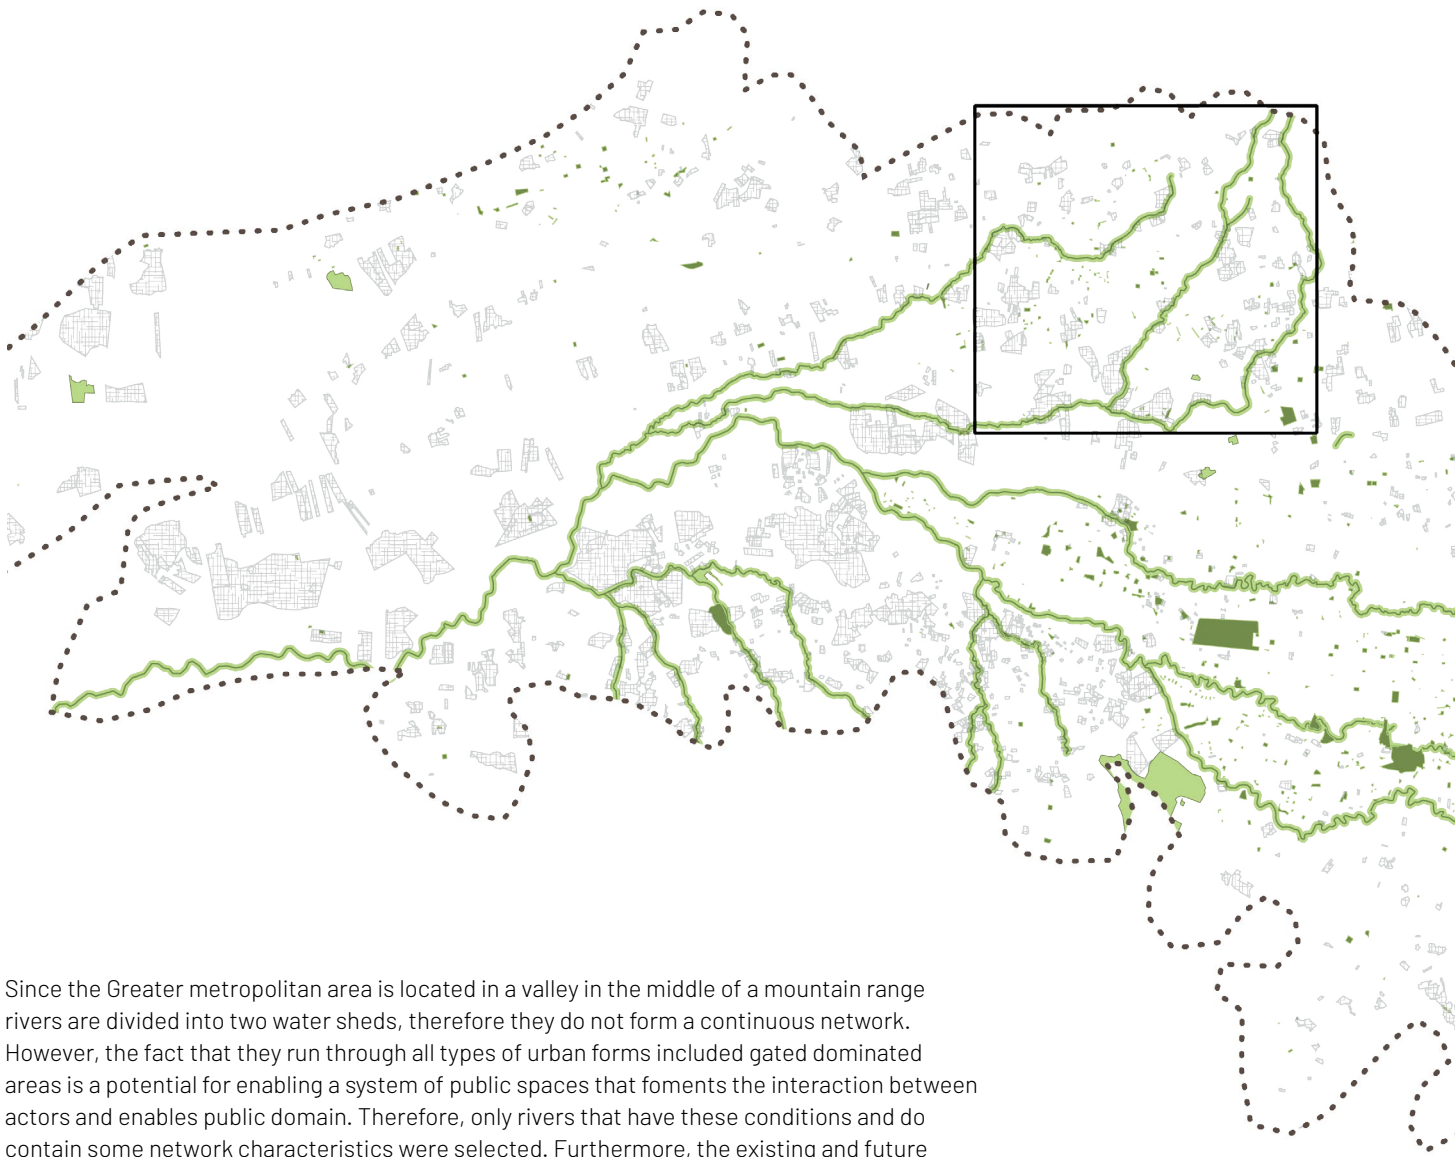 Since the Greater metropolitan area is located in a valley in the middle of a mountain range
rivers are divided into two water sheds, therefore they do not form a continuous network.
However, the fact that they run through all types of urban forms included gated dominated
areas is a potential for enabling a system of public spaces that foments the interaction between
actors and enables public domain. Therefore, only rivers that have these conditions and do
contain some network characteristics were selected. Furthermore, the existing and future